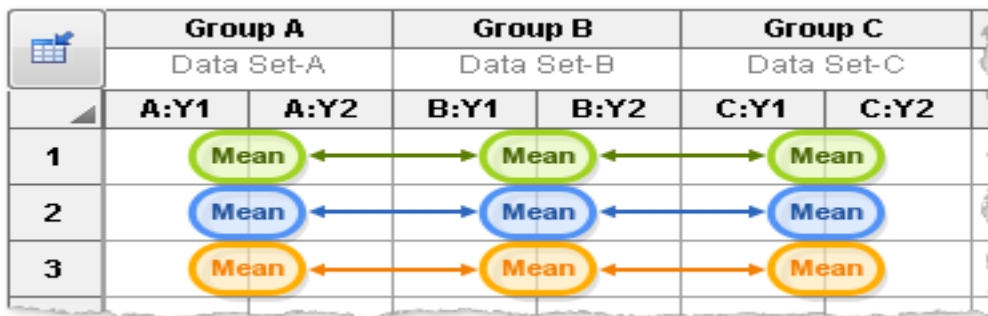 Group A Group B Group C
Data Set-A Data Set-B Data Set-C
A:Y1 A:Y2 B:Y1 B:Y2 C:Y1 C:Y2
1 Mean Mean Mean
2 Mean Mean Mean
3 Mean Mean Mean